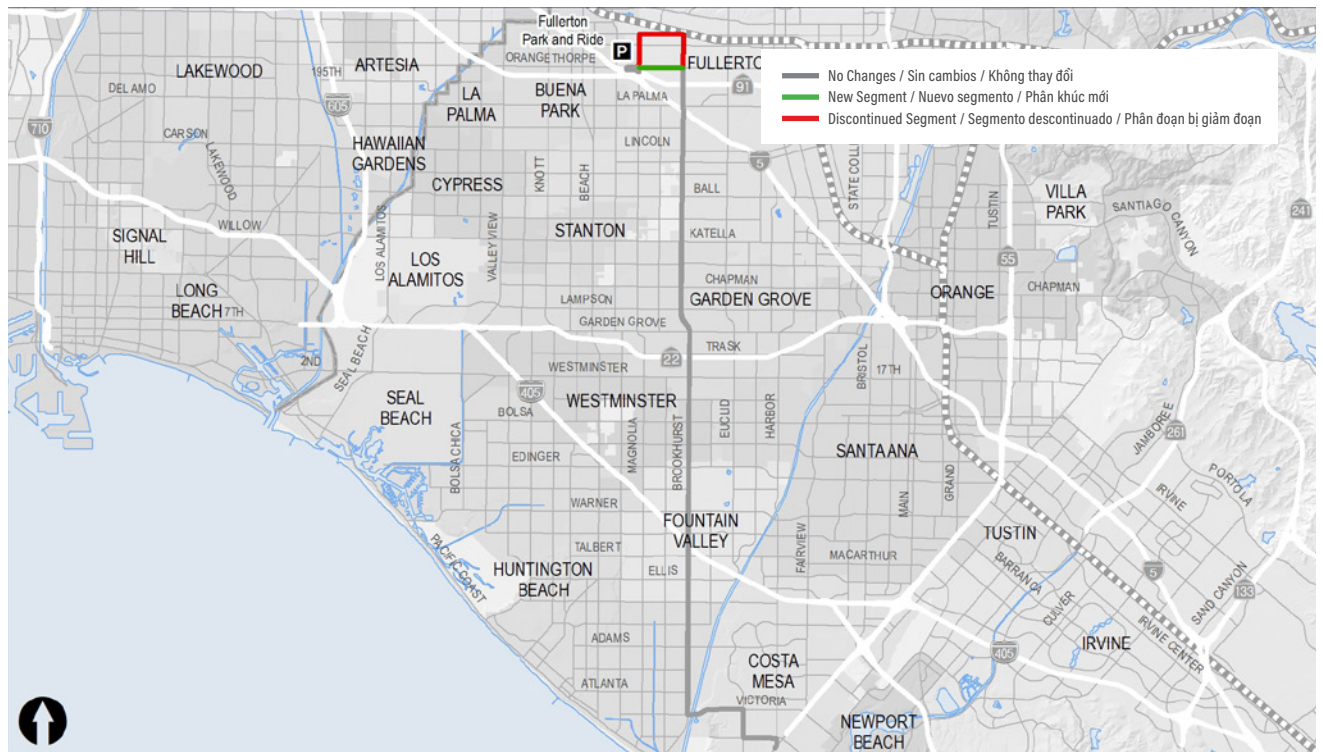 Fullerton
Park and Ride
P
ORANGETHORPE
FULLERTO
No Changes / Sin cambios / Không thay đổi
New Segment / Nuevo segmento / Phân khúc mới
Discontinued Segment / Segmento descontinuado / Phân đoạn bị giảm đoạn
LAKEWOOD
195TH
ARTESIA
DEL AMO
605
LA
PALMA
BUENA
PARK
LA PALMA
91
710
CARSON
LAKEWOOD
HAWAIIAN
GARDENS
LINCOLN
5
CYPRESS
KNOTT
BEACH
BALL
STATE COLL
TUSTIN
VILLA
PARK
SANTIAGO
CANYON
241
SIGNAL
HILL
WILLOW
LOS ALAMITOS
VALLEY VIEW
STANTON
KATELLA
LOS
ALAMITOS
55
LONG
BEACH
7TH
LAMPSON
CHAPMAN
GARDEN GROVE
ORANGE
CHAPMAN
GARDEN GROVE
2ND
SEAL BEACH
22
TRASK
WESTMINSTER
BRISTOL
17TH
405
SEAL
BEACH
BOLSA
WESTMINSTER
BOLSA CHICA
EDINGER
MAGNOLIA
BROOKHURST
EUCLID
HARBOR
SANTA ANA
JAMBOREE
261
WARNER
MAIN
GRAND
IRVINE
PORTOLA
PACIFIC COAST
FOUNTAIN
VALLEY
TALBERT
FAIRVIEW
MACARTHUR
TUSTIN
HUNTINGTON
BEACH
ELLIS
BARRANCA
5
SAND CANYON
133
CULVER
IRVINE CENTER
ADAMS
IRVINE
405
COSTA
MESA
ATLANTA
VICTORIA
NEWPORT
BEACH